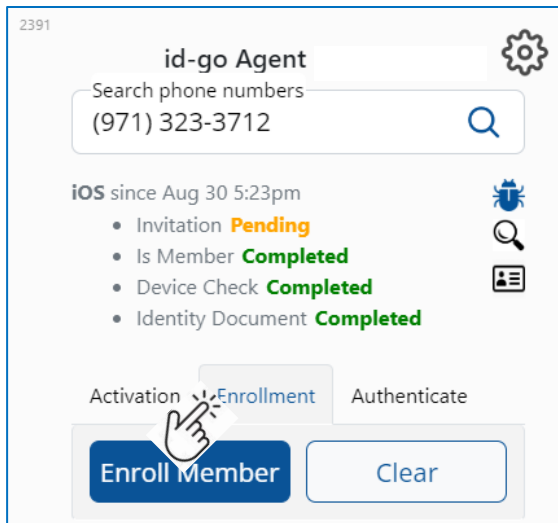 2391
id-go Agent
Search phone numbers
(971) 323-3712
iOS since Aug 30 5:23pm
• Invitation Pending
• Is Member Completed
• Device Check Completed
• Identity Document Completed
Activation Enrollment Authenticate
Enroll Member Clear